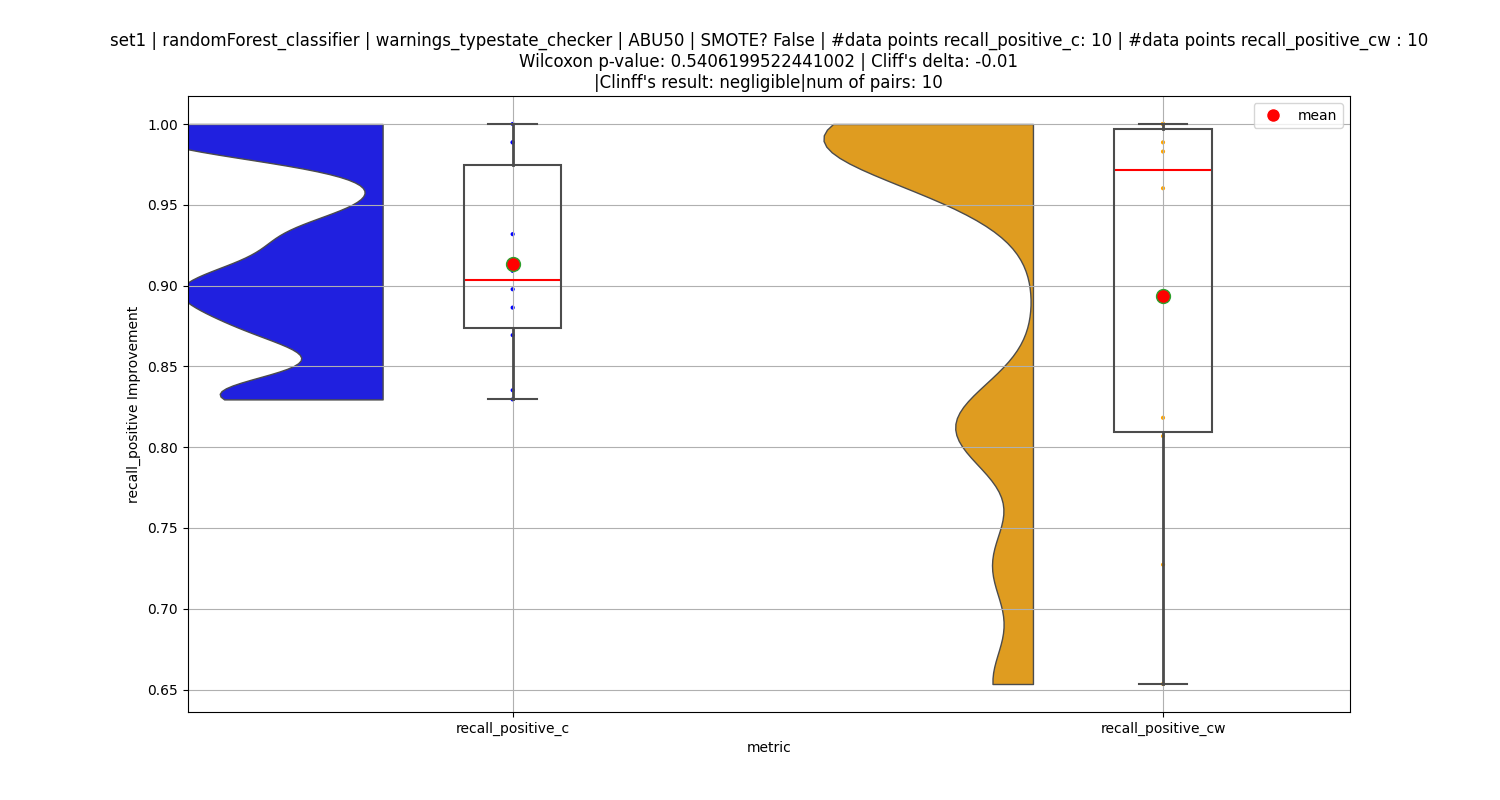 set1 | randomForest_classifier | warnings_typestate_checker | ABU50 | SMOTE? False | #data points recall_positive_c: 10 | #data points recall_positive_cw : 10
Wilcoxon p-value: 0.5406199522441002 | Cliff's delta: -0.01
|Clinff's result: negligible|num of pairs: 10
mean
1.00
0.95
0.90
0.85
0.80
0.75
0.70
0.65
recall_positive Improvement
recall_positive_c
recall_positive_cw
metric